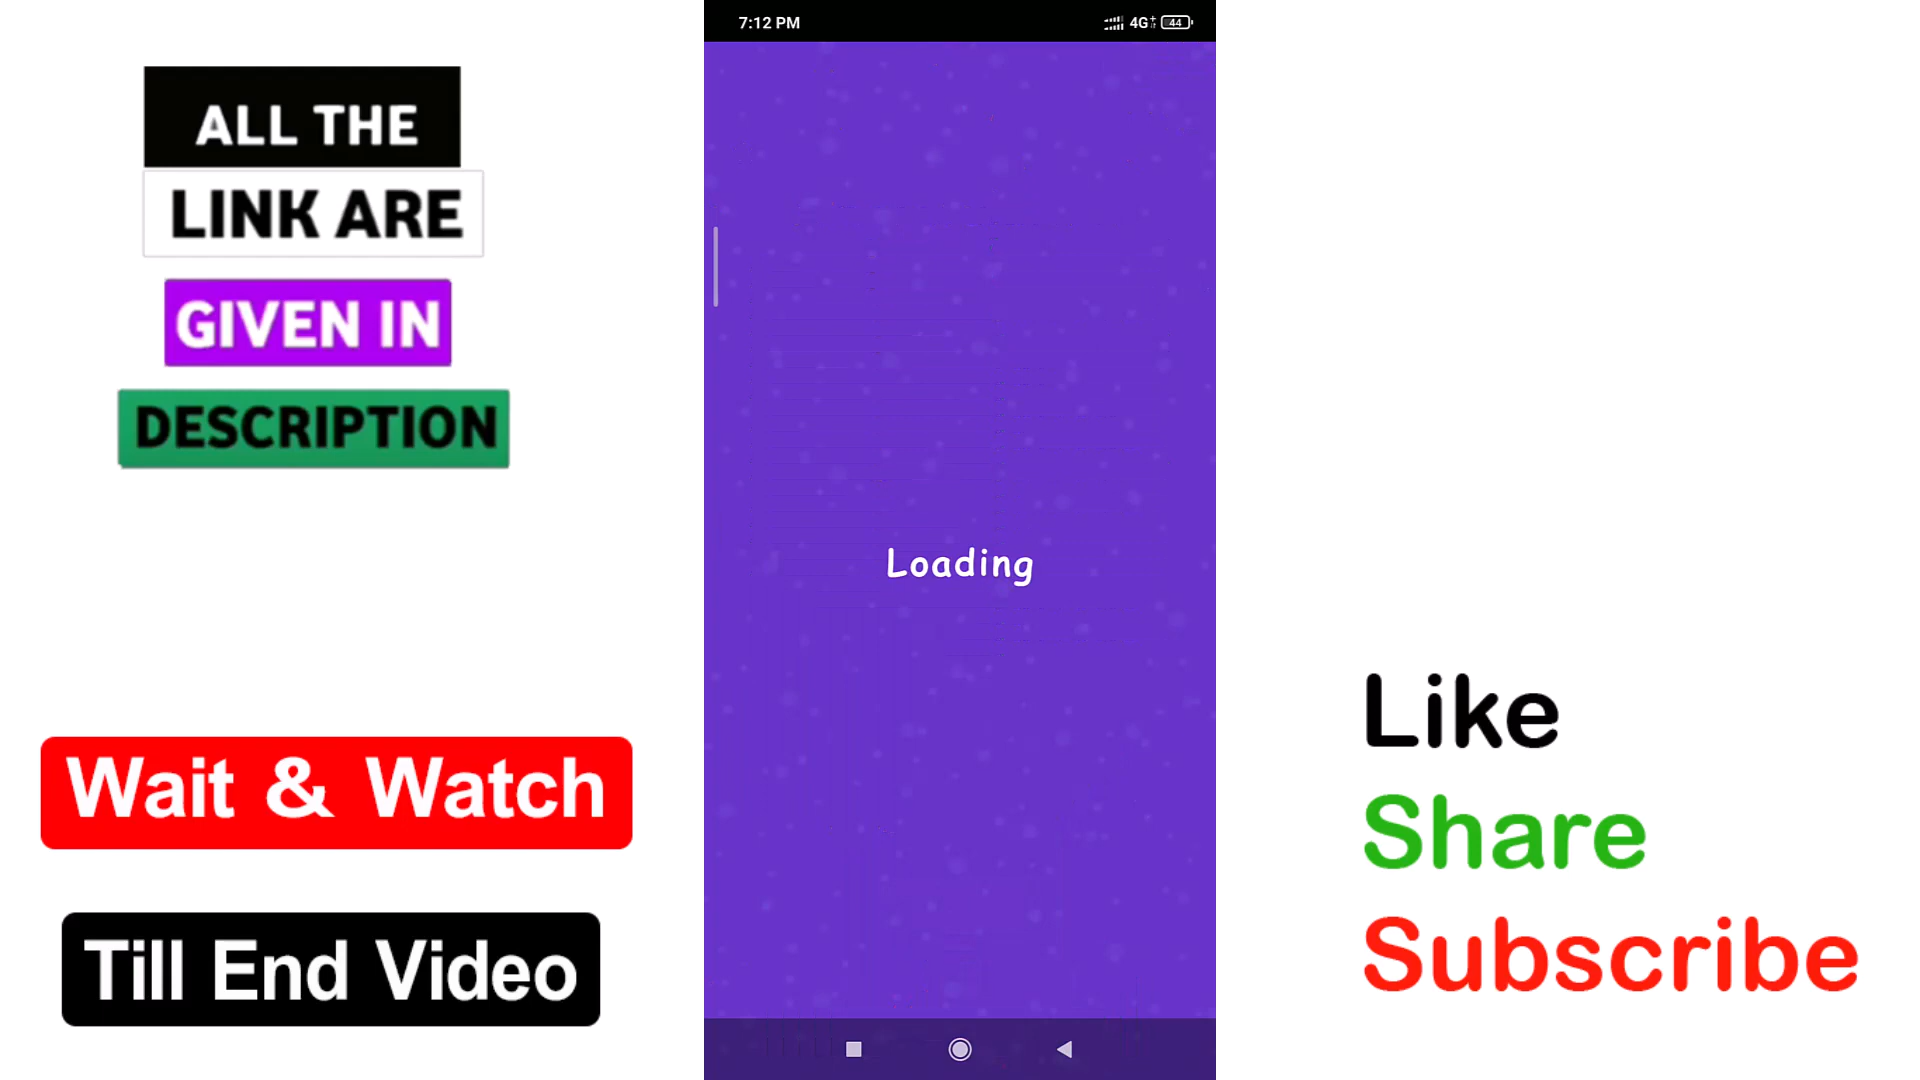 7:12 PM
4G+
44
ALL THE
LINK ARE
GIVEN IN
DESCRIPTION
Loading
Wait & Watch
Till End Video
Like
Share
Subscribe